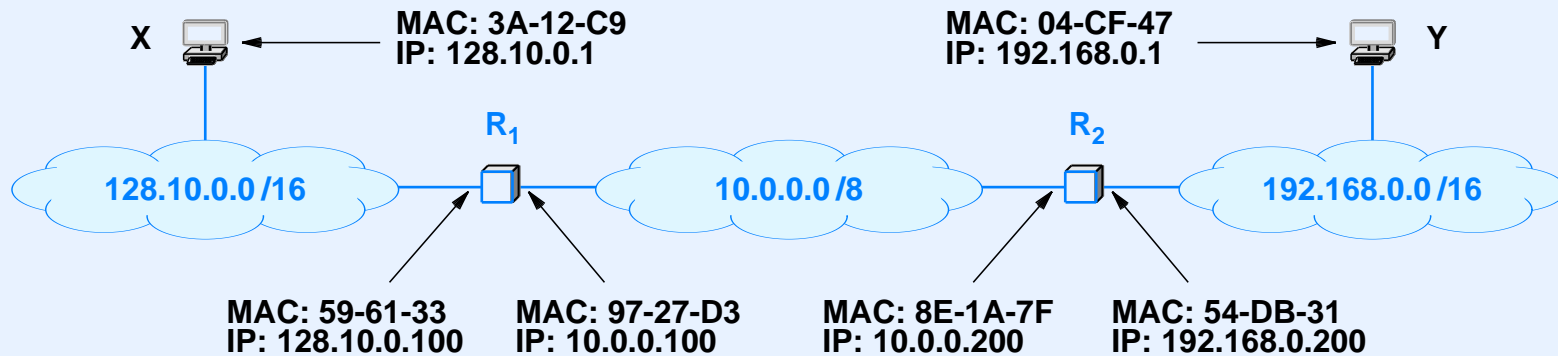 MAC: 3A-12-C9
IP: 128.10.0.1
X
MAC: 04-CF-47
IP: 192.168.0.1
Y
R1
R2
128.10.0.0 /16
10.0.0.0 /8
192.168.0.0 /16
MAC: 59-61-33
IP: 128.10.0.100
MAC: 97-27-D3
IP: 10.0.0.100
MAC: 8E-1A-7F
IP: 10.0.0.200
MAC: 54-DB-31
IP: 192.168.0.200